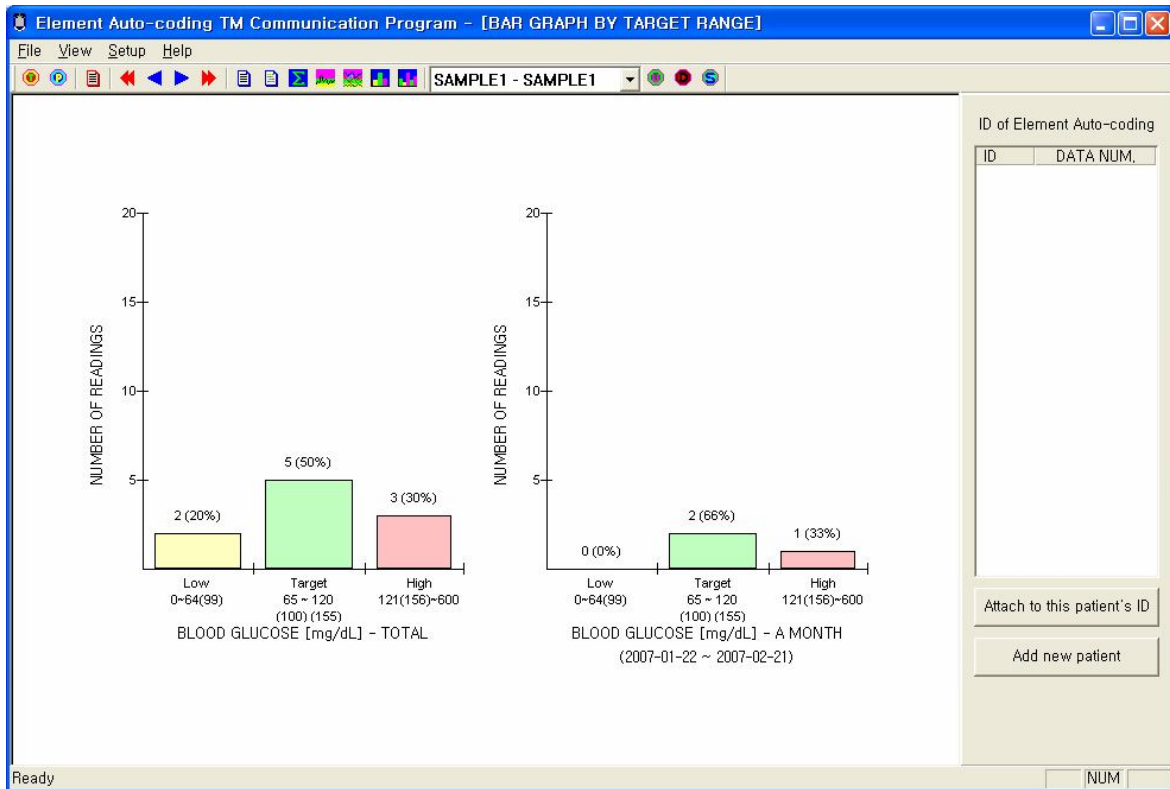 Element Auto-coding TM Communication Program - [BAR GRAPH BY TARGET RANGE]
File View Setup Help
SAMPLE1 - SAMPLE1
20
15
10
5
NUMBER OF READINGS
2 (20%)
5 (50%)
3 (30%)
Low
0~64(99)
Target
65 ~ 120
(100) (155)
High
121(156)~600
BLOOD GLUCOSE [mg/dL] - TOTAL
20
15
10
5
NUMBER OF READINGS
0 (0%)
2 (66%)
1 (33%)
Low
0~64(99)
Target
65 ~ 120
(100) (155)
High
121(156)~600
BLOOD GLUCOSE [mg/dL] - A MONTH
(2007-01-22 ~ 2007-02-21)
ID of Element Auto-coding
ID DATA NUM,
Attach to this patient's ID
Add new patient
Ready
NUM